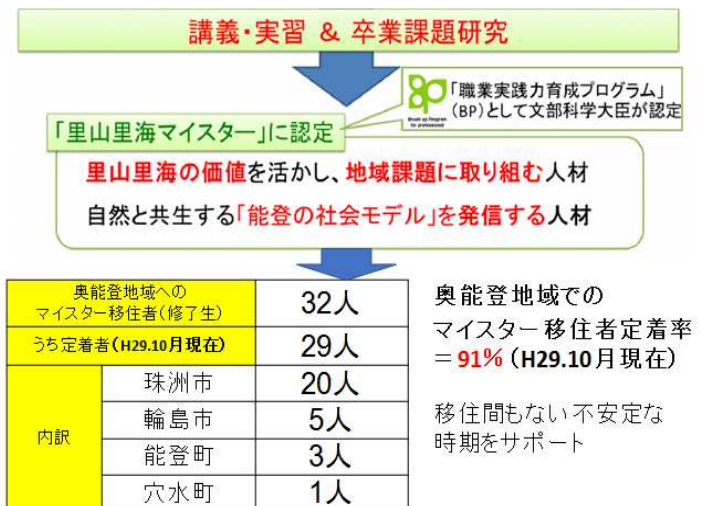 講義・実習 & 卒業課題研究
「職業実践力育成プログラム」
(BP)として文部科学大臣が認定
「里山里海マイスター」に認定
里山里海の価値を活かし、地域課題に取り組む人材
自然と共生する「能登の社会モデル」を発信する人材
奥能登地域への
マイスター移住者(修了生)
32人
うち定着者(H29.10月現在)
29人
内訳
珠洲市
20人
輪島市
5人
能登町
3人
穴水町
1人
奥能登地域での
マイスター移住者定着率
=91%(H29.10月現在)
移住間もない不安定な
時期をサポート